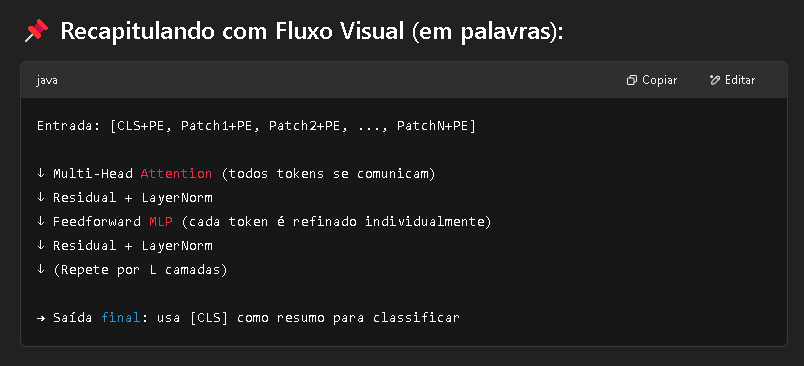 📌 Recapitulando com Fluxo Visual (em palavras):
java
Copiar
Editar
Entrada: [CLS+PE, Patch1+PE, Patch2+PE, ..., PatchN+PE]
↓ Multi-Head Attention (todos tokens se comunicam)
↓ Residual + LayerNorm
↓ Feedforward MLP (cada token é refinado individualmente)
↓ Residual + LayerNorm
↓ (Repete por L camadas)
→ Saída final: usa [CLS] como resumo para classificar